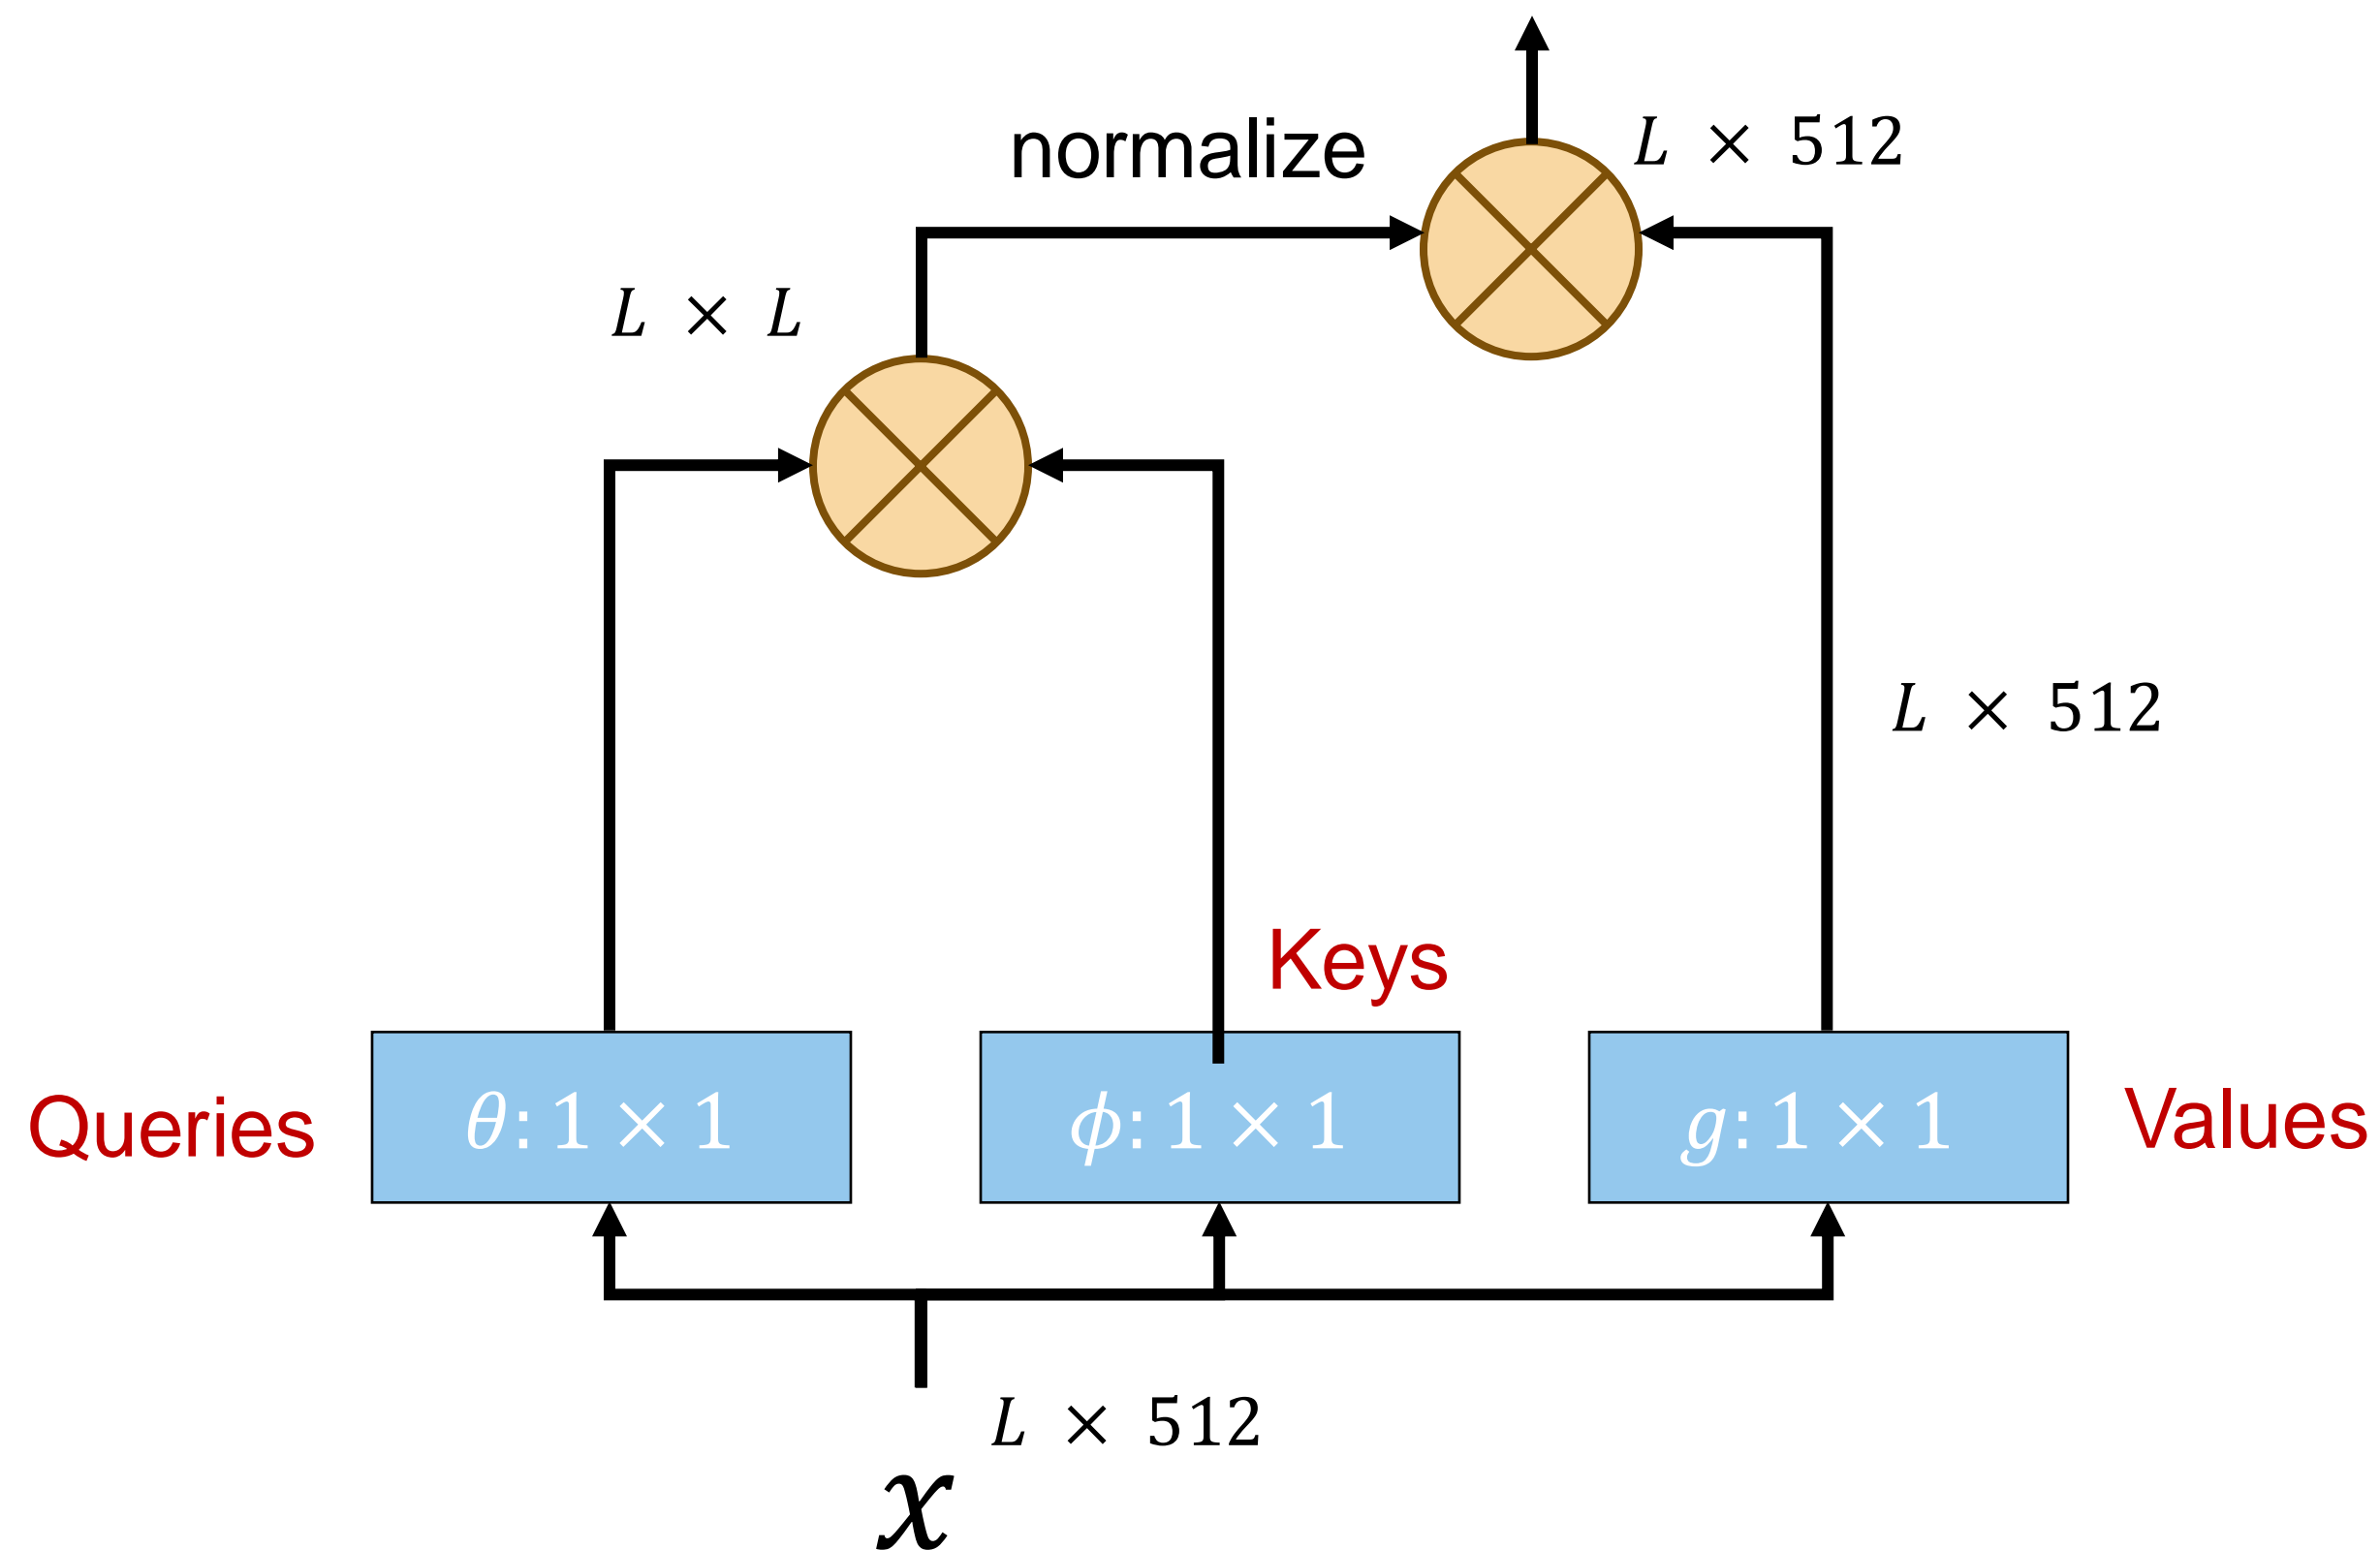 normalize
L × 512
L × L
L × 512
Keys
Queries
θ: 1 × 1
ϕ: 1 × 1
g: 1 × 1
Values
L × 512
x